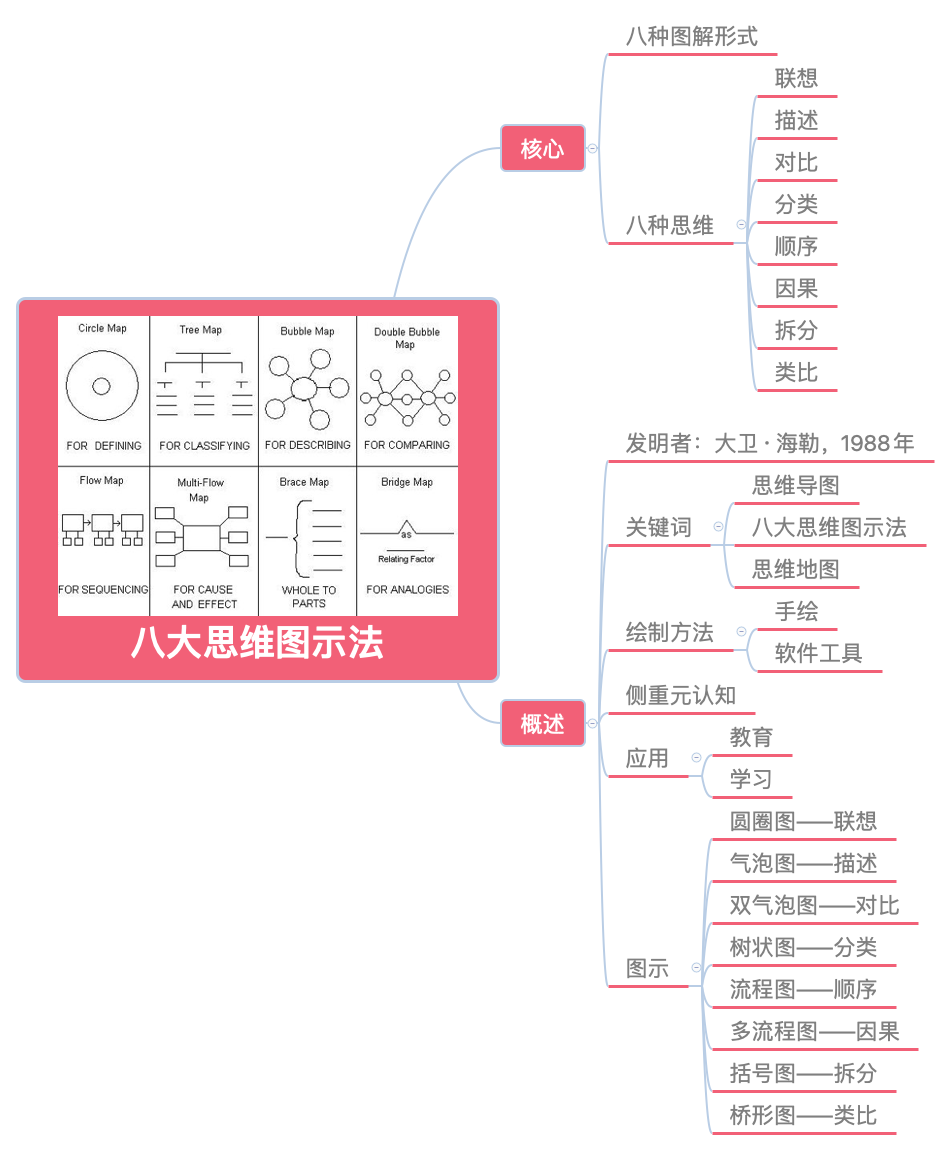 八种图解形式
联想
描述
对比
核心
分类
八种思维
顺序
因果
拆分
类比
Circle Map
Tree Map
Bubble Map
Double Bubble
Map
FOR DEFINING
FOR CLASSIFYING
FOR DESCRIBING
FOR COMPARING
Flow Map
Multi-Flow
Map
Brace Map
Bridge Map
as
Relating Factor
FOR SEQUENCING
FOR CAUSE
AND EFFECT
WHOLE TO
PARTS
FOR ANALOGIES
八大思维图示法
发明者：大卫·海勒，1988年
思维导图
关键词
八大思维图示法
思维地图
手绘
绘制方法
软件工具
概述
侧重元认知
教育
应用
学习
圆圈图——联想
气泡图——描述
双气泡图——对比
树状图——分类
图示
流程图——顺序
多流程图——因果
括号图——拆分
桥形图——类比